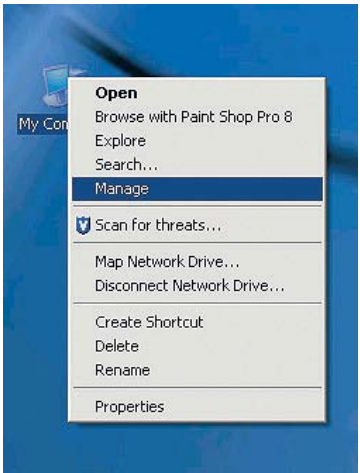 My Con
Open
Browse with Paint Shop Pro 8
Explore
Search...
Manage
Scan for threats...
Map Network Drive...
Disconnect Network Drive...
Create Shortcut
Delete
Rename
Properties